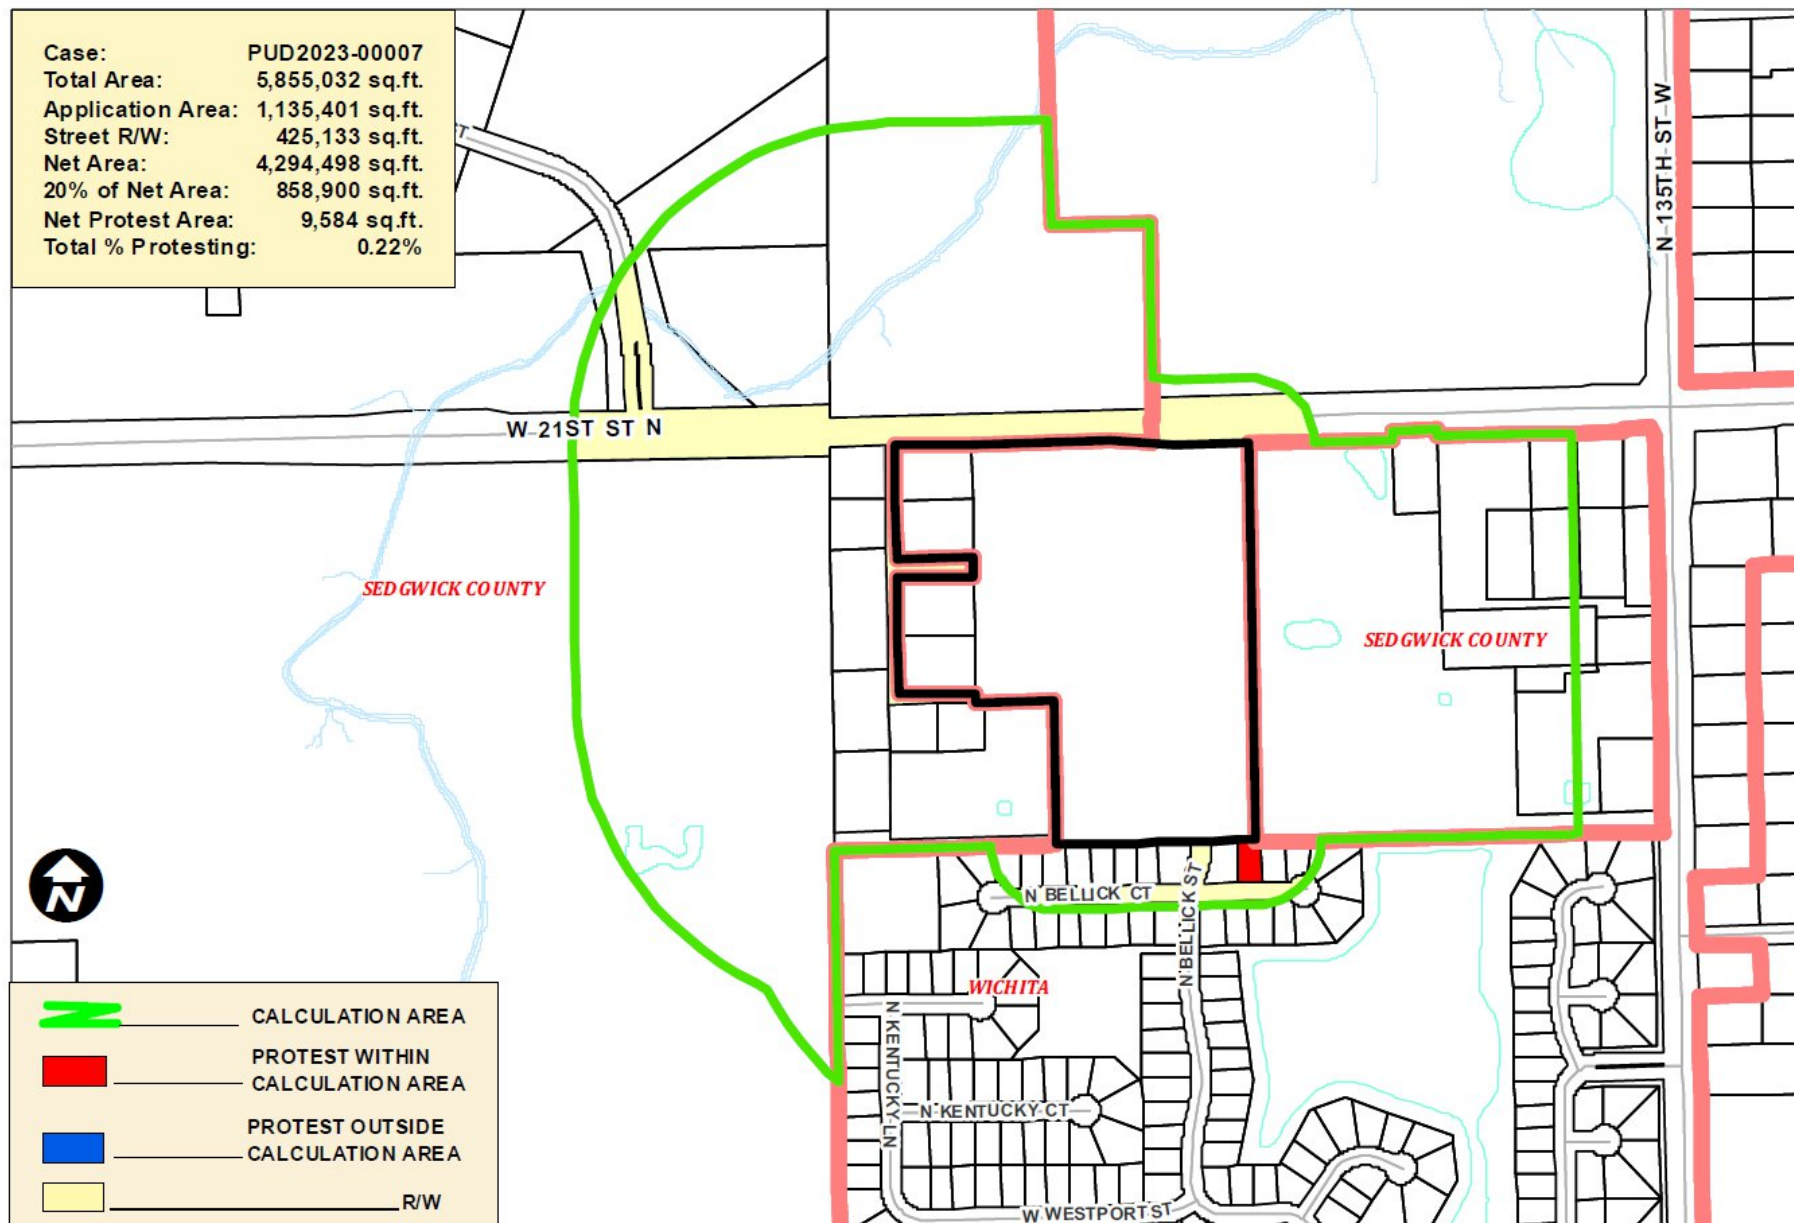 Case: PUD2023-00007
Total Area: 5,855,032 sq.ft.
Application Area: 1,135,401 sq.ft.
Street R/W: 425,133 sq.ft.
Net Area: 4,294,498 sq.ft.
20% of Net Area: 858,900 sq.ft.
Net Protest Area: 9,584 sq.ft.
Total % Protesting: 0.22%
N 135TH ST W
W 21ST ST N
SEDGWICK COUNTY
SEDGWICK COUNTY
N BELLICK CT
N BELLICK ST
WICHITA
N KENTUCKY LN
N KENTUCKY CT
W WESTPORT ST
N
CALCULATION AREA
PROTEST WITHIN
CALCULATION AREA
PROTEST OUTSIDE
CALCULATION AREA
R/W